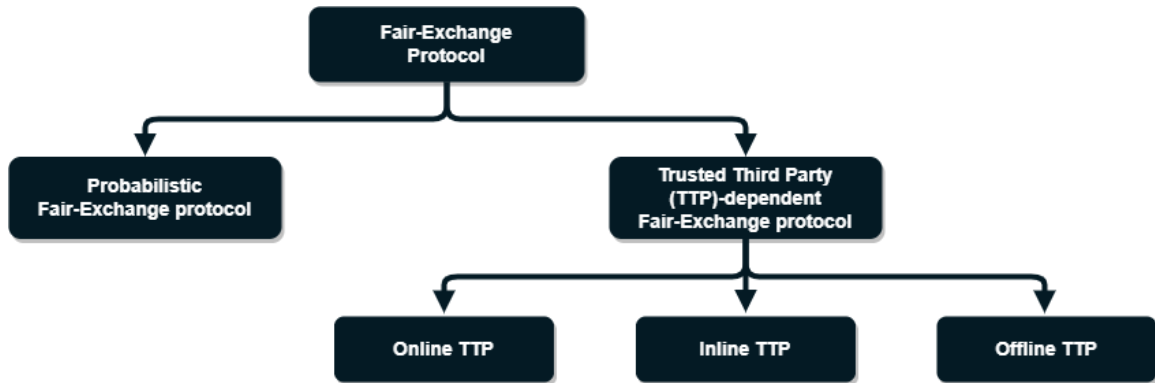 Fair-Exchange
Protocol
Probabilistic
Fair-Exchange protocol
Trusted Third Party
(TTP)-dependent
Fair-Exchange protocol
Online TTP
Inline TTP
Offline TTP